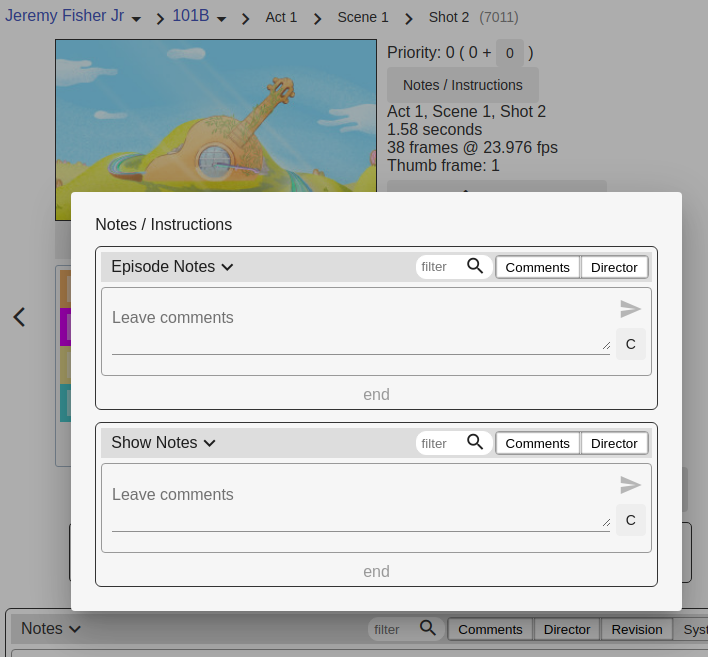 Jeremy Fisher Jr 101B Act 1 Scene 1 Shot 2 (7011)
Priority: 0 ( 0 + 0 )
Notes / Instructions
Act 1, Scene 1, Shot 2
1.58 seconds
38 frames @ 23.976 fps
Thumb frame: 1
Notes / Instructions
Episode Notes filter Comments Director
Leave comments
C
end
Show Notes filter Comments Director
Leave comments
C
end
Notes filter Comments Director Revision Syst